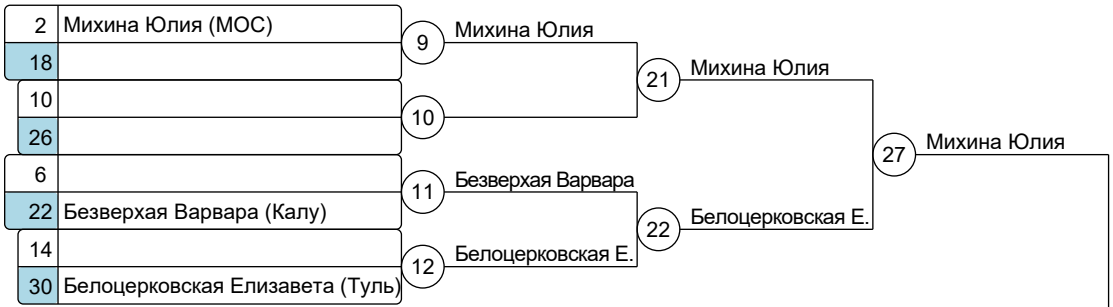 2 Михина Юлия (МОС)
18
10
26
6
22 Безверхая Варвара (Калу)
14
30 Белоцерковская Елизавета (Туль)
9 Михина Юлия
10
11 Безверхая Варвара
12 Белоцерковская Е.
21 Михина Юлия
22 Белоцерковская Е.
27 Михина Юлия